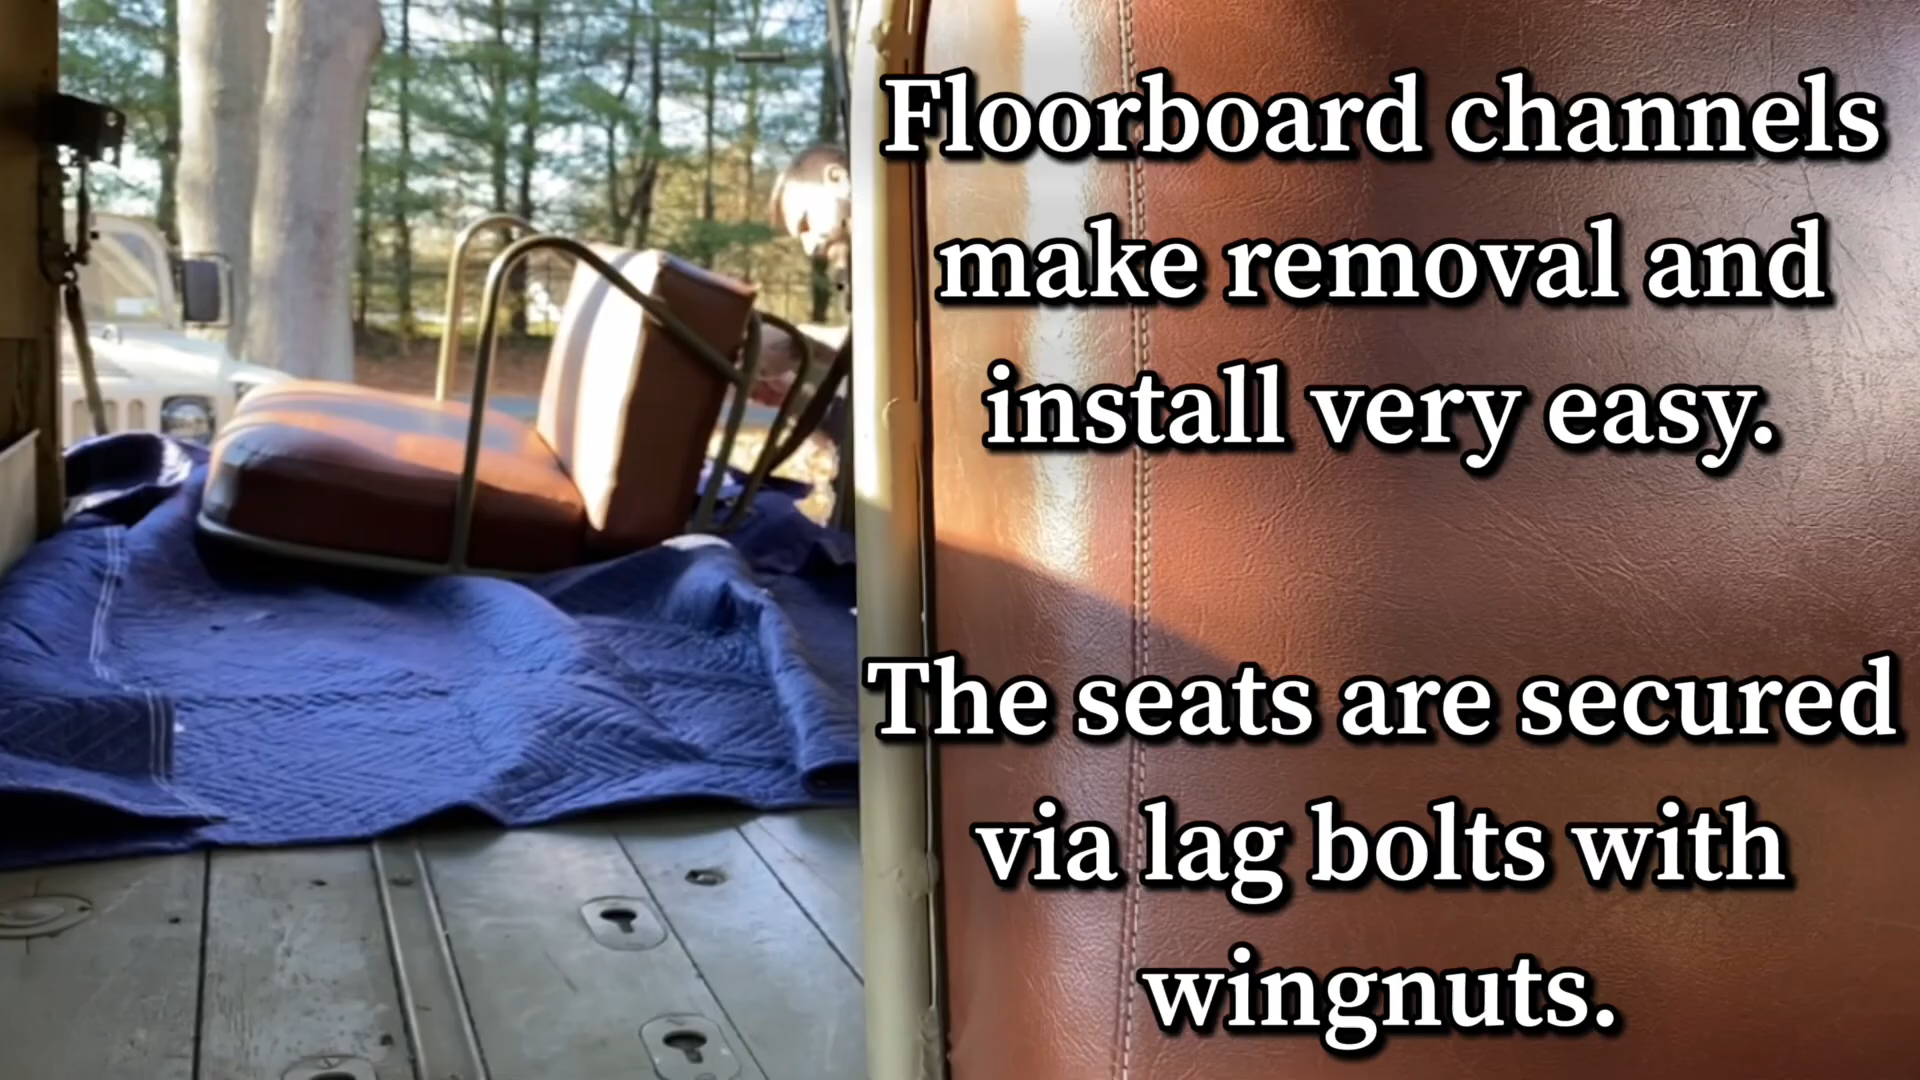 Floorboard channels
make removal and
install very easy.
The seats are secured
via lag bolts with
wingnuts.